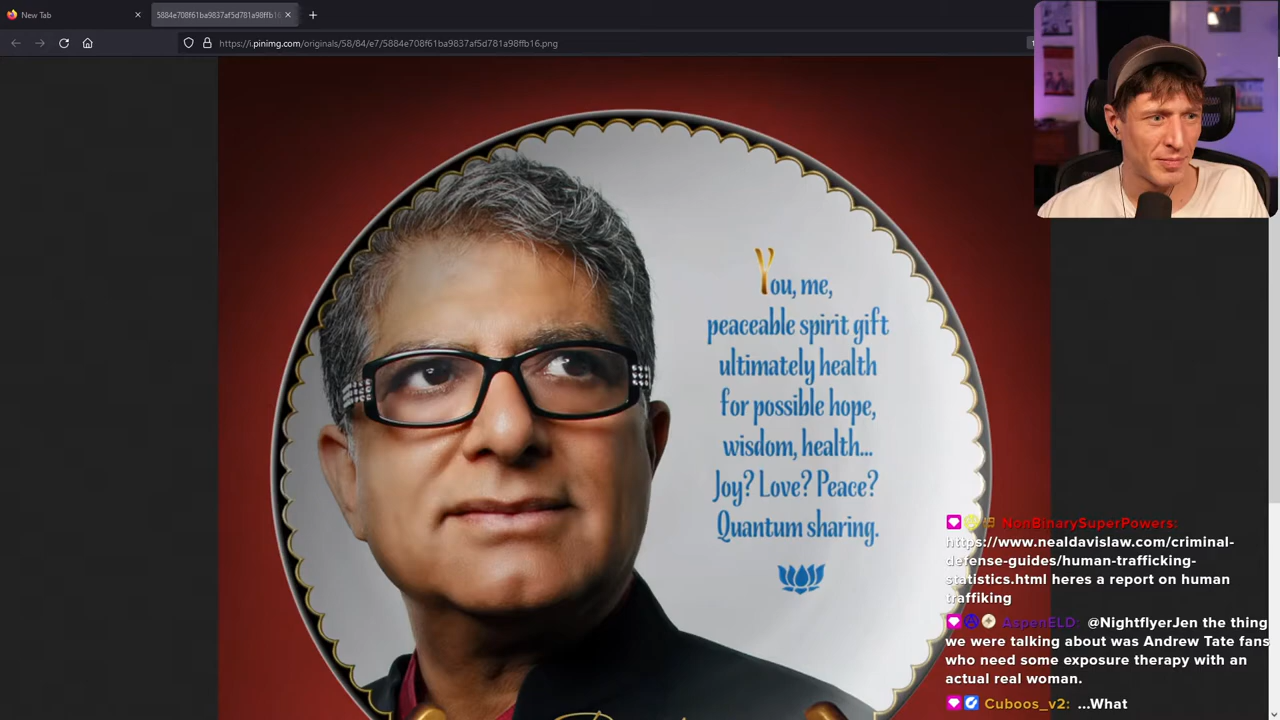 New Tab
5884e708f61ba9837af5d781a98ffb16
https://i.pinimg.com/originals/58/84/e7/5884e708f61ba9837af5d781a98ffb16.png
You, me,
peaceable spirit gift
ultimately health
for possible hope,
wisdom, health...
Joy? Love? Peace?
Quantum sharing.
NonBinarySuperPowers:
https://www.nealdavislaw.com/criminal-
defense-guides/human-trafficking-
statistics.html heres a report on human
traffiking
AspenELD: @NightflyerJen the thing
we were talking about was Andrew Tate fans
who need some exposure therapy with an
actual real woman.
Cuboos_v2: ...What